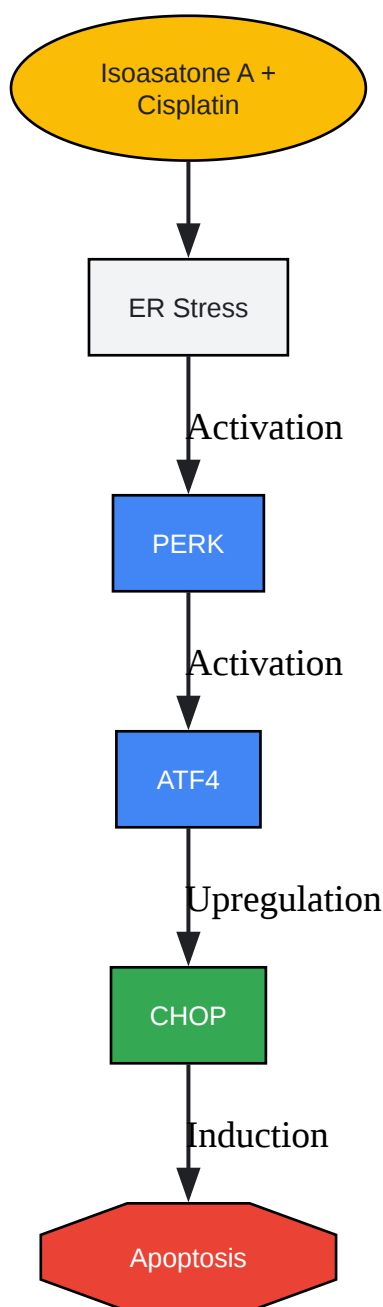 Isoasatone A +
Cisplatin
ER Stress
Activation
PERK
Activation
ATF4
Upregulation
CHOP
Induction
Apoptosis